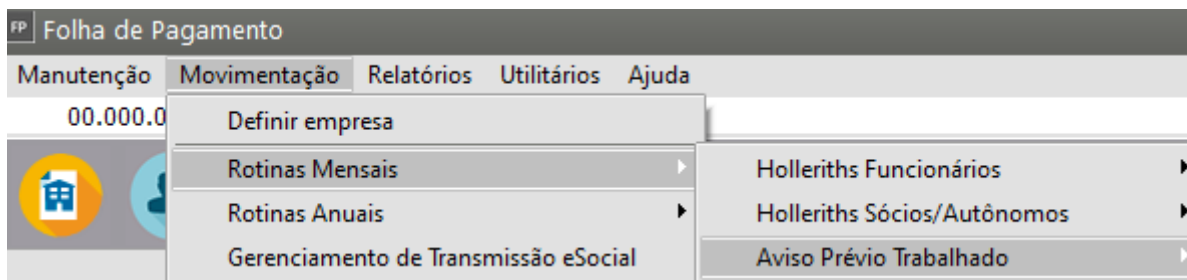 FP Folha de Pagamento
Manutenção Movimentação Relatórios Utilitários Ajuda
00.000.0
Definir empresa
Rotinas Mensais
Holleriths Funcionários
Rotinas Anuais
Holleriths Sócios/Autônomos
Gerenciamento de Transmissão eSocial
Aviso Prévio Trabalhado